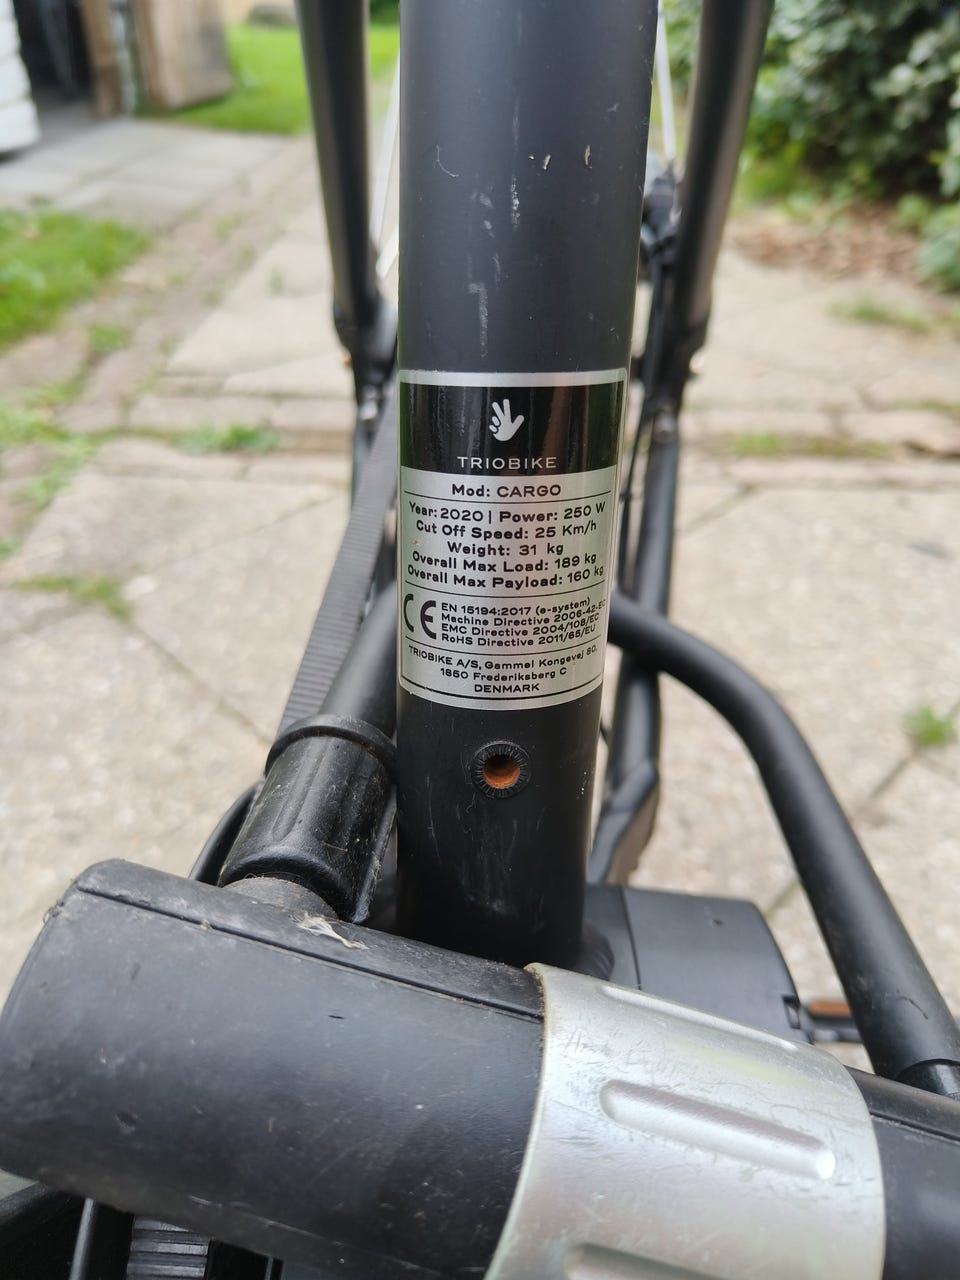 TRIOBIKE
Mod: CARGO
Year: 2020 | Power: 250 W
Cut Off Speed: 25 Km/h
Weight: 31 kg
Overall Max Load: 189 kg
Overall Max Payload: 160 kg
CE
EN 15194:2017 (e-system)
Machine Directive 2006-42-EC
EMC Directive 2004/108/EC
RoHS Directive 2011/65/EU
TRIOBIKE A/S, Gammel Kongevej 80,
1850 Frederiksberg C
DENMARK